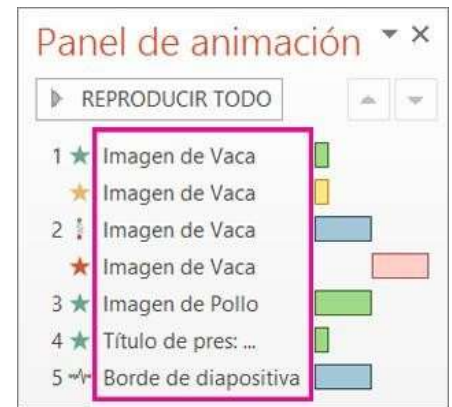 Panel de animación
REPRODUCIR TODO
1 Imagen de Vaca
Imagen de Vaca
2 Imagen de Vaca
Imagen de Vaca
3 Imagen de Pollo
4 Título de pres: ...
5 Borde de diapositiva